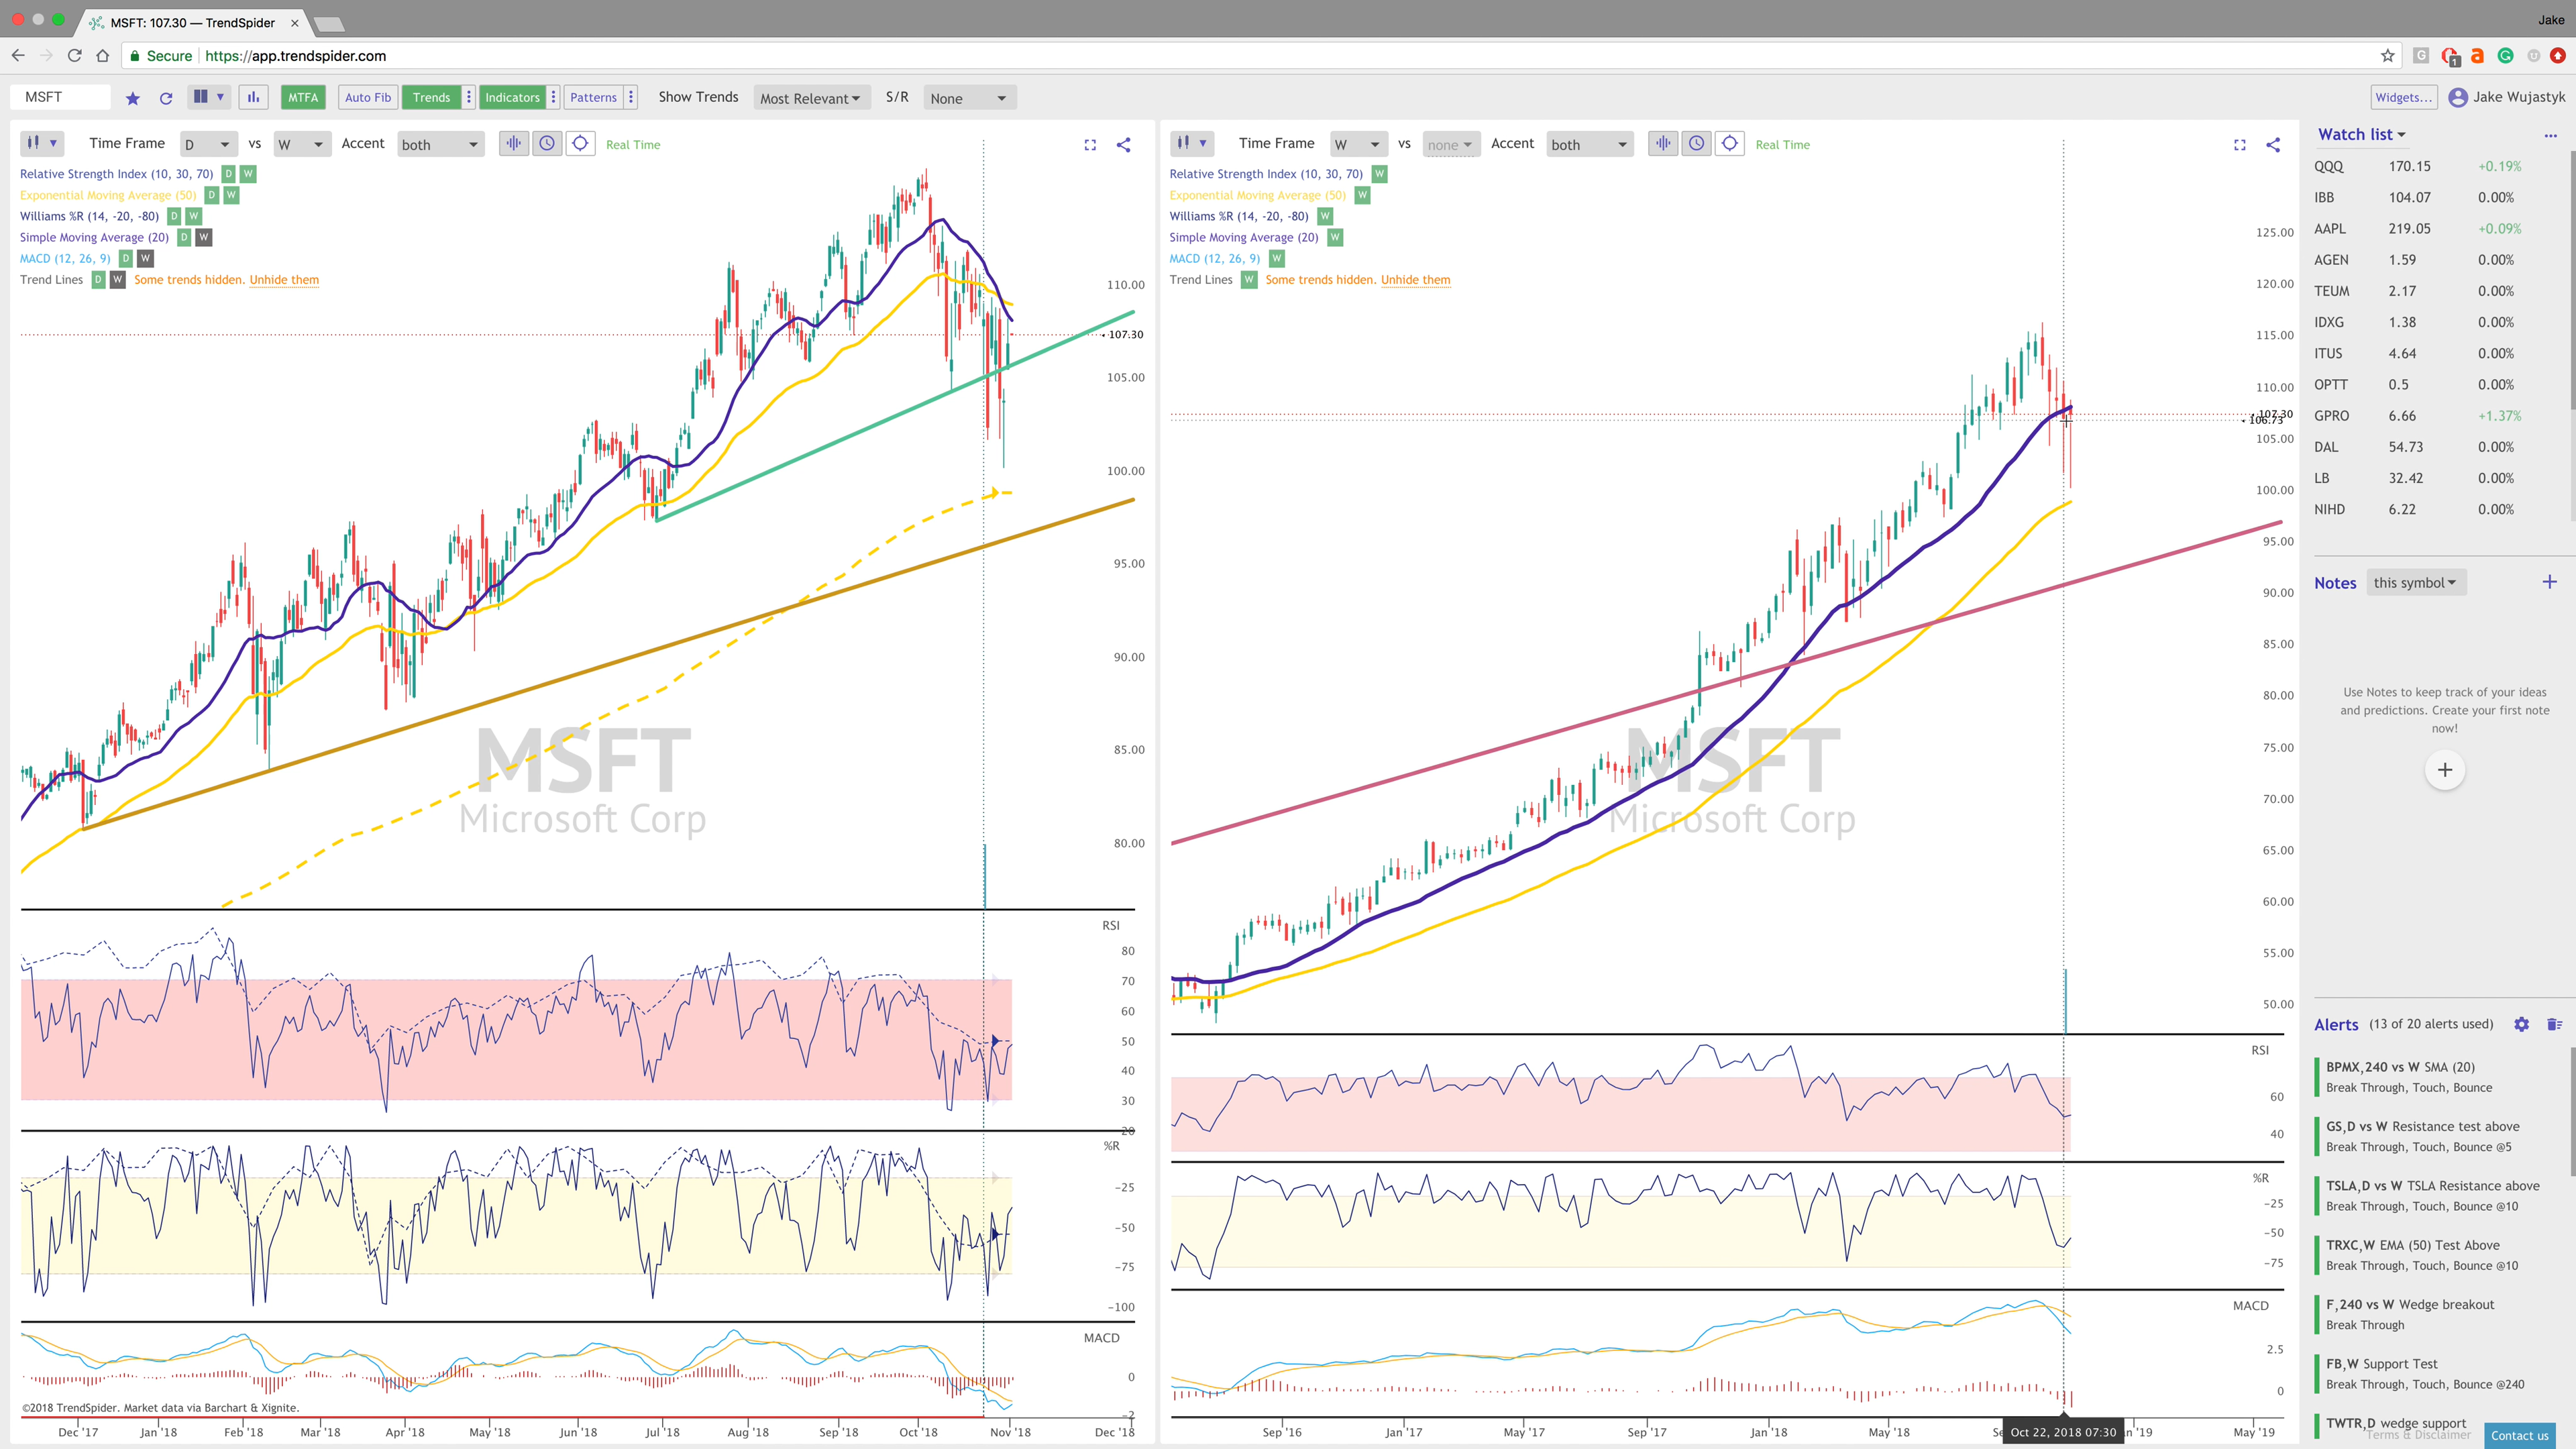 MSFT: 107.30 — TrendSpider
Jake
Secure https://app.trendspider.com
MSFT MTFA Auto Fib Trends Indicators Patterns Show Trends Most Relevant S/R None Widgets... Jake Wujastyk
Time Frame D vs W Accent both Real Time
Relative Strength Index (10, 30, 70) D W
Exponential Moving Average (50) D W
Williams %R (14, -20, -80) D W
Simple Moving Average (20) D W
MACD (12, 26, 9) D W
Trend Lines D W Some trends hidden. Unhide them
110.00
107.30
105.00
100.00
95.00
90.00
85.00
80.00
MSFT
Microsoft Corp
RSI
80
70
60
50
40
30
20
%R
-25
-50
-75
-100
MACD
0
-2
©2018 TrendSpider. Market data via Barchart & Xignite.
Dec '17 Jan '18 Feb '18 Mar '18 Apr '18 May '18 Jun '18 Jul '18 Aug '18 Sep '18 Oct '18 Nov '18 Dec '18
Time Frame W vs none Accent both Real Time
Relative Strength Index (10, 30, 70) W
Exponential Moving Average (50) W
Williams %R (14, -20, -80) W
Simple Moving Average (20) W
MACD (12, 26, 9) W
Trend Lines W Some trends hidden. Unhide them
125.00
120.00
115.00
110.00
107.30
106.73
105.00
100.00
95.00
90.00
85.00
80.00
75.00
70.00
65.00
60.00
55.00
50.00
MSFT
Microsoft Corp
RSI
60
40
%R
-25
-50
-75
MACD
2.5
0
Sep '16 Jan '17 May '17 Sep '17 Jan '18 May '18 Oct 22, 2018 07:30 May '19
Watch list
QQQ 170.15 +0.19%
IBB 104.07 0.00%
AAPL 219.05 +0.09%
AGEN 1.59 0.00%
TEUM 2.17 0.00%
IDXG 1.38 0.00%
ITUS 4.64 0.00%
OPTT 0.5 0.00%
GPRO 6.66 +1.37%
DAL 54.73 0.00%
LB 32.42 0.00%
NIHD 6.22 0.00%
Notes this symbol
Use Notes to keep track of your ideas
and predictions. Create your first note
now!
Alerts (13 of 20 alerts used)
BPMX,240 vs W SMA (20)
Break Through, Touch, Bounce
GS,D vs W Resistance test above
Break Through, Touch, Bounce @5
TSLA,D vs W TSLA Resistance above
Break Through, Touch, Bounce @10
TRXC,W EMA (50) Test Above
Break Through, Touch, Bounce @10
F,240 vs W Wedge breakout
Break Through
FB,W Support Test
Break Through, Touch, Bounce @240
TWTR,D wedge support
Terms & Disclaimer
Contact us